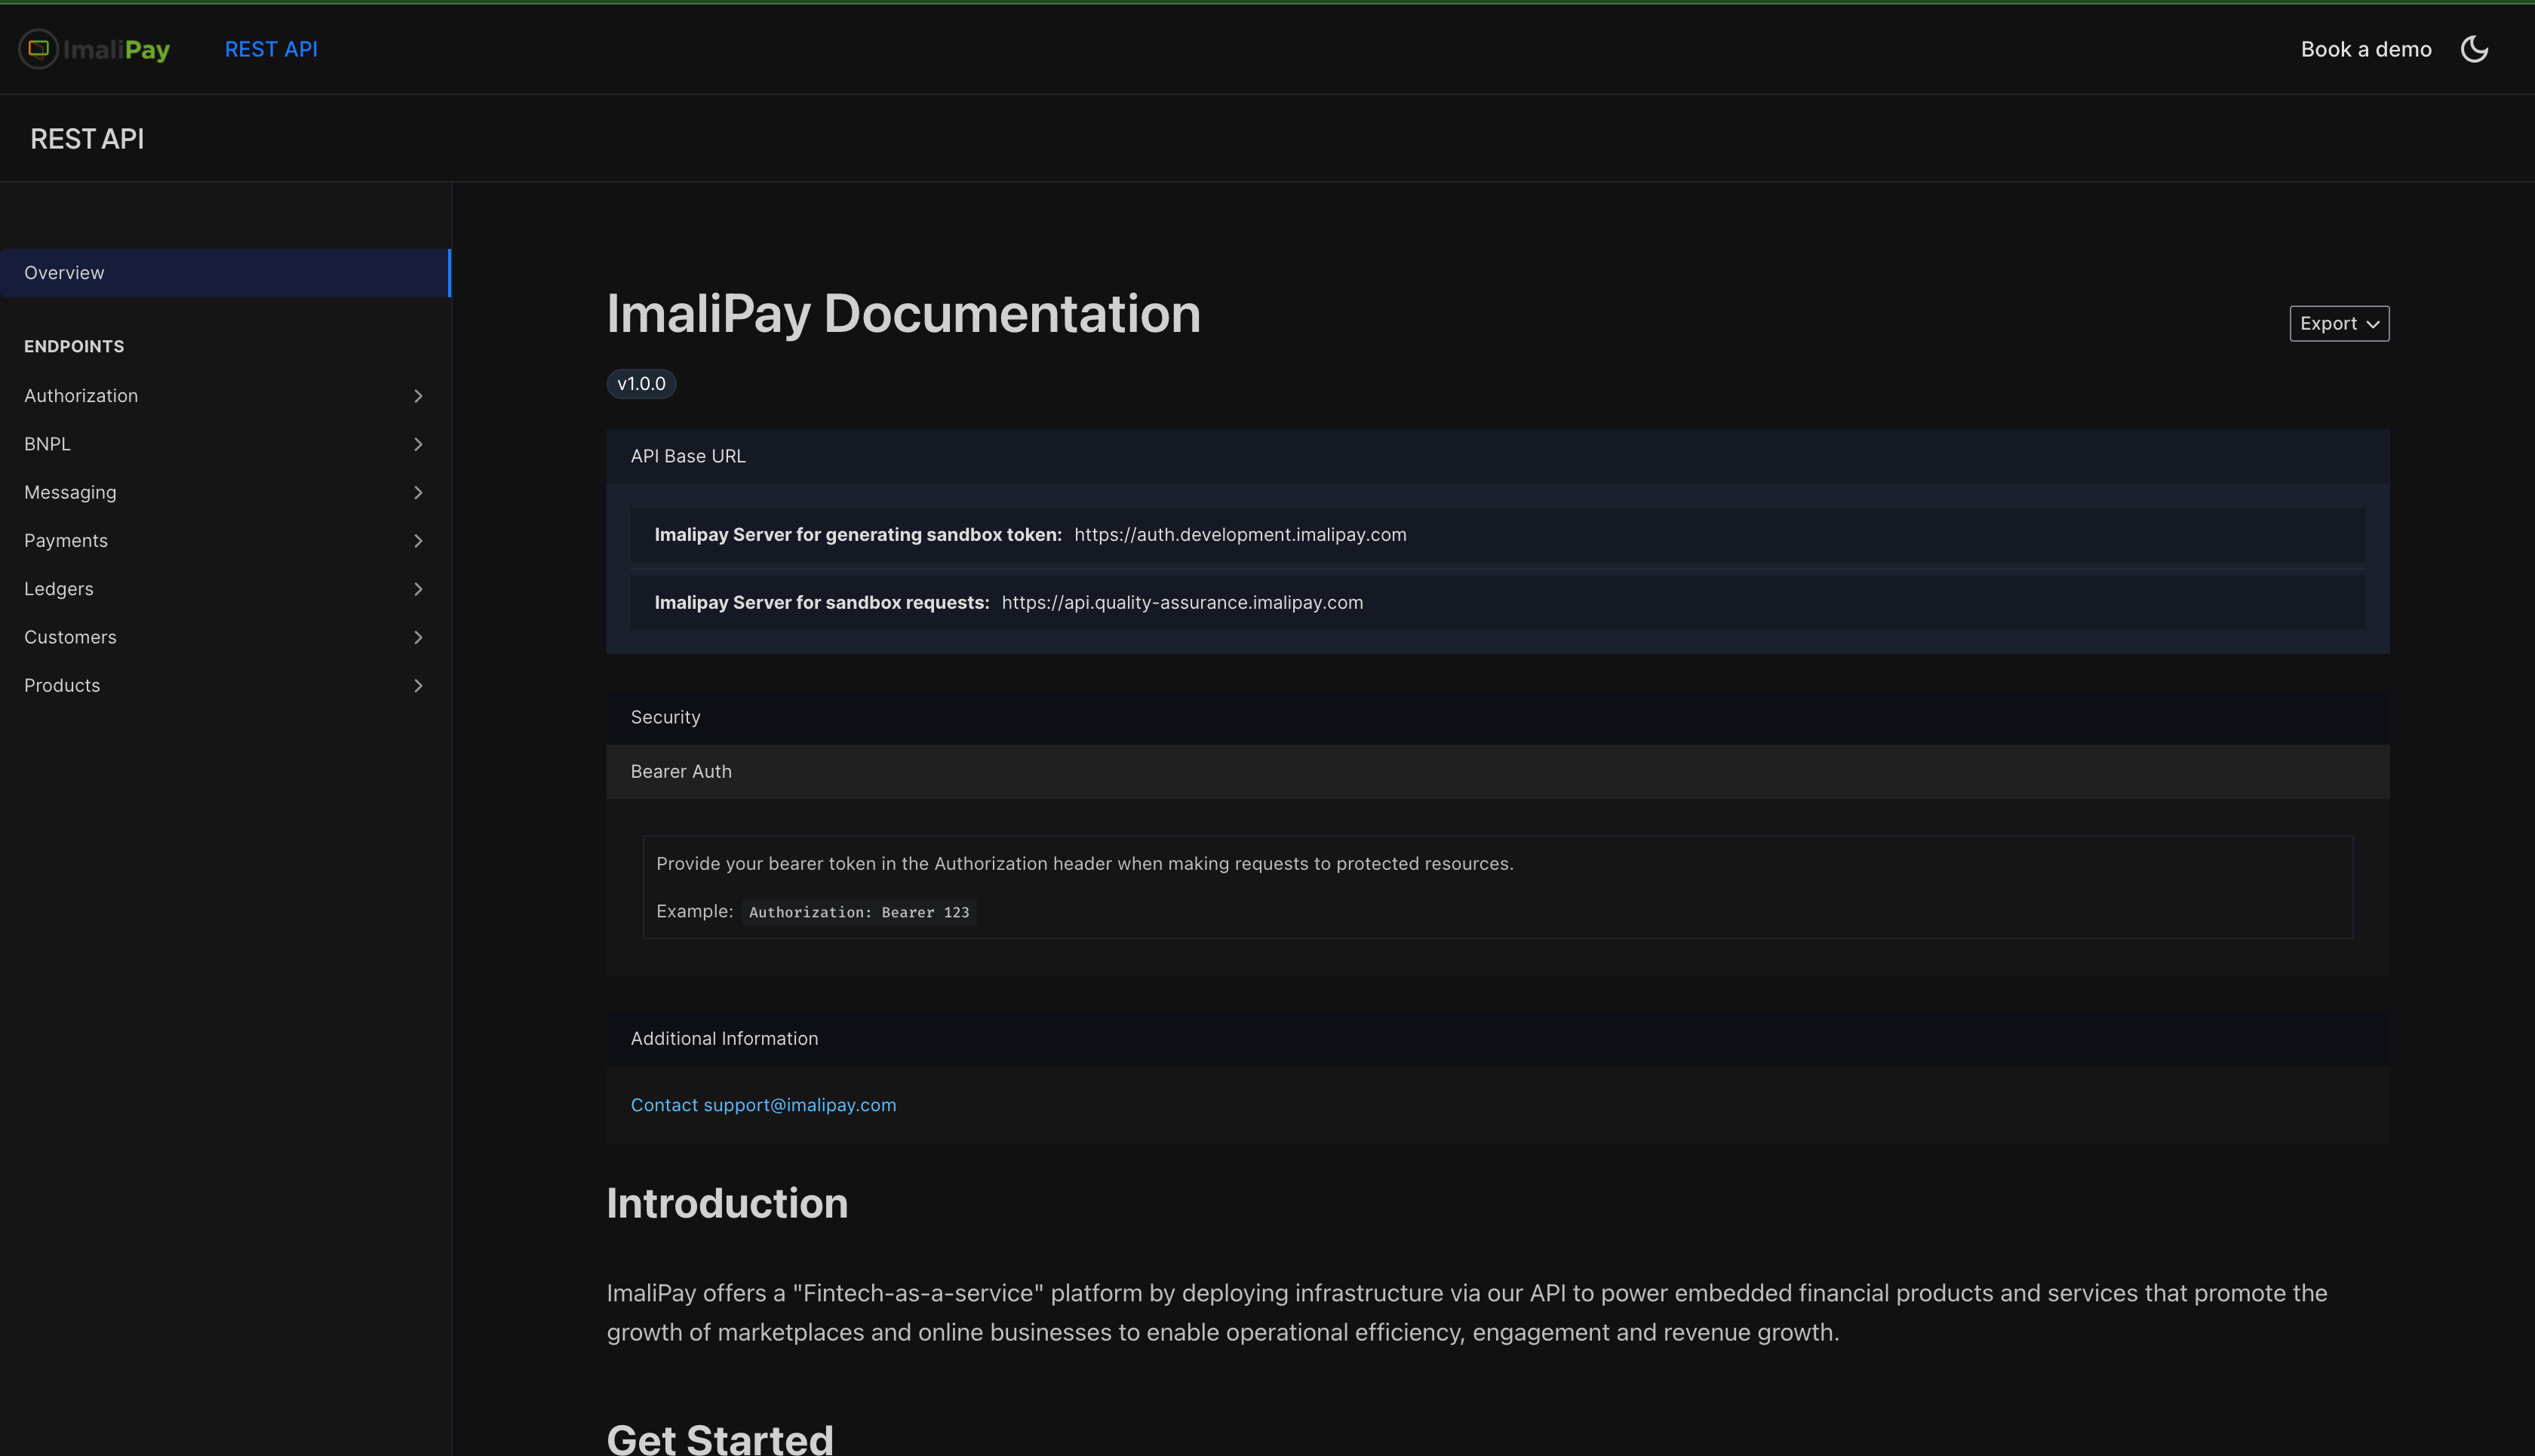 ImaliPay
REST API
Book a demo
REST API
Overview
ENDPOINTS
Authorization
BNPL
Messaging
Payments
Ledgers
Customers
Products
ImaliPay Documentation
Export
v1.0.0
API Base URL
Imalipay Server for generating sandbox token: https://auth.development.imalipay.com
Imalipay Server for sandbox requests: https://api.quality-assurance.imalipay.com
Security
Bearer Auth
Provide your bearer token in the Authorization header when making requests to protected resources.
Example: Authorization: Bearer 123
Additional Information
Contact support@imalipay.com
Introduction
ImaliPay offers a "Fintech-as-a-service" platform by deploying infrastructure via our API to power embedded financial products and services that promote the
growth of marketplaces and online businesses to enable operational efficiency, engagement and revenue growth.
Get Started